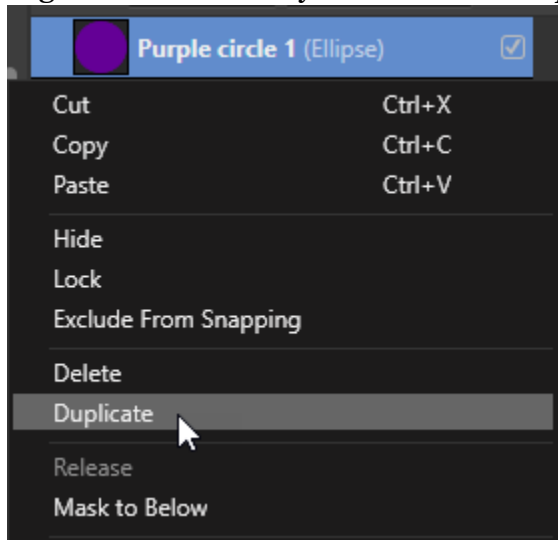 Purple circle 1 (Ellipse)
Cut Ctrl+X
Copy Ctrl+C
Paste Ctrl+V
Hide
Lock
Exclude From Snapping
Delete
Duplicate
Release
Mask to Below